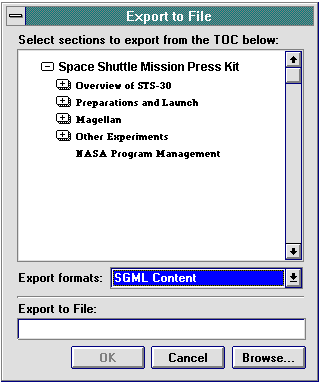 Export to File
Select sections to export from the TOC below:
Space Shuttle Mission Press Kit
Overview of STS-30
Preparations and Launch
Magellan
Other Experiments
NASA Program Management
Export formats: SGML Content
Export to File:
OK Cancel Browse...